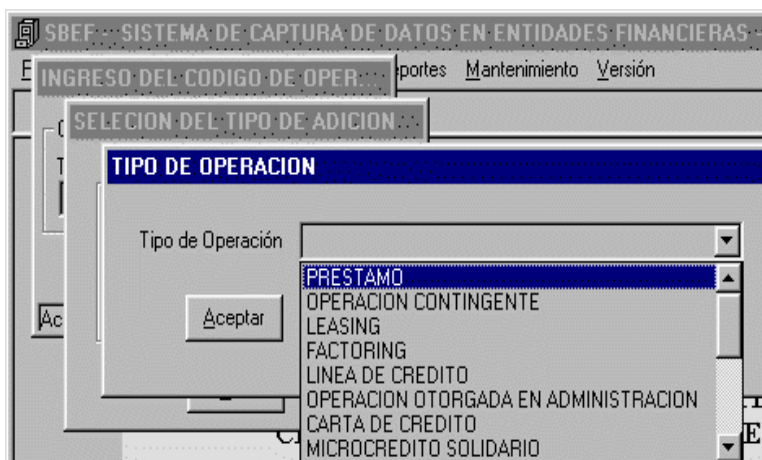 SBEF - SISTEMA DE CAPTURA DE DATOS EN ENTIDADES FINANCIERAS -
portes Mantenimiento Versión
INGRESO DEL CODIGO DE OPER...
SELECION DEL TIPO DE ADICION...
TIPO DE OPERACION
Tipo de Operación
PRESTAMO
OPERACION CONTINGENTE
Aceptar
LEASING
FACTORING
LINEA DE CREDITO
OPERACION OTORGADA EN ADMINISTRACION
CARTA DE CREDITO
MICROCREDITO SOLIDARIO
Ac